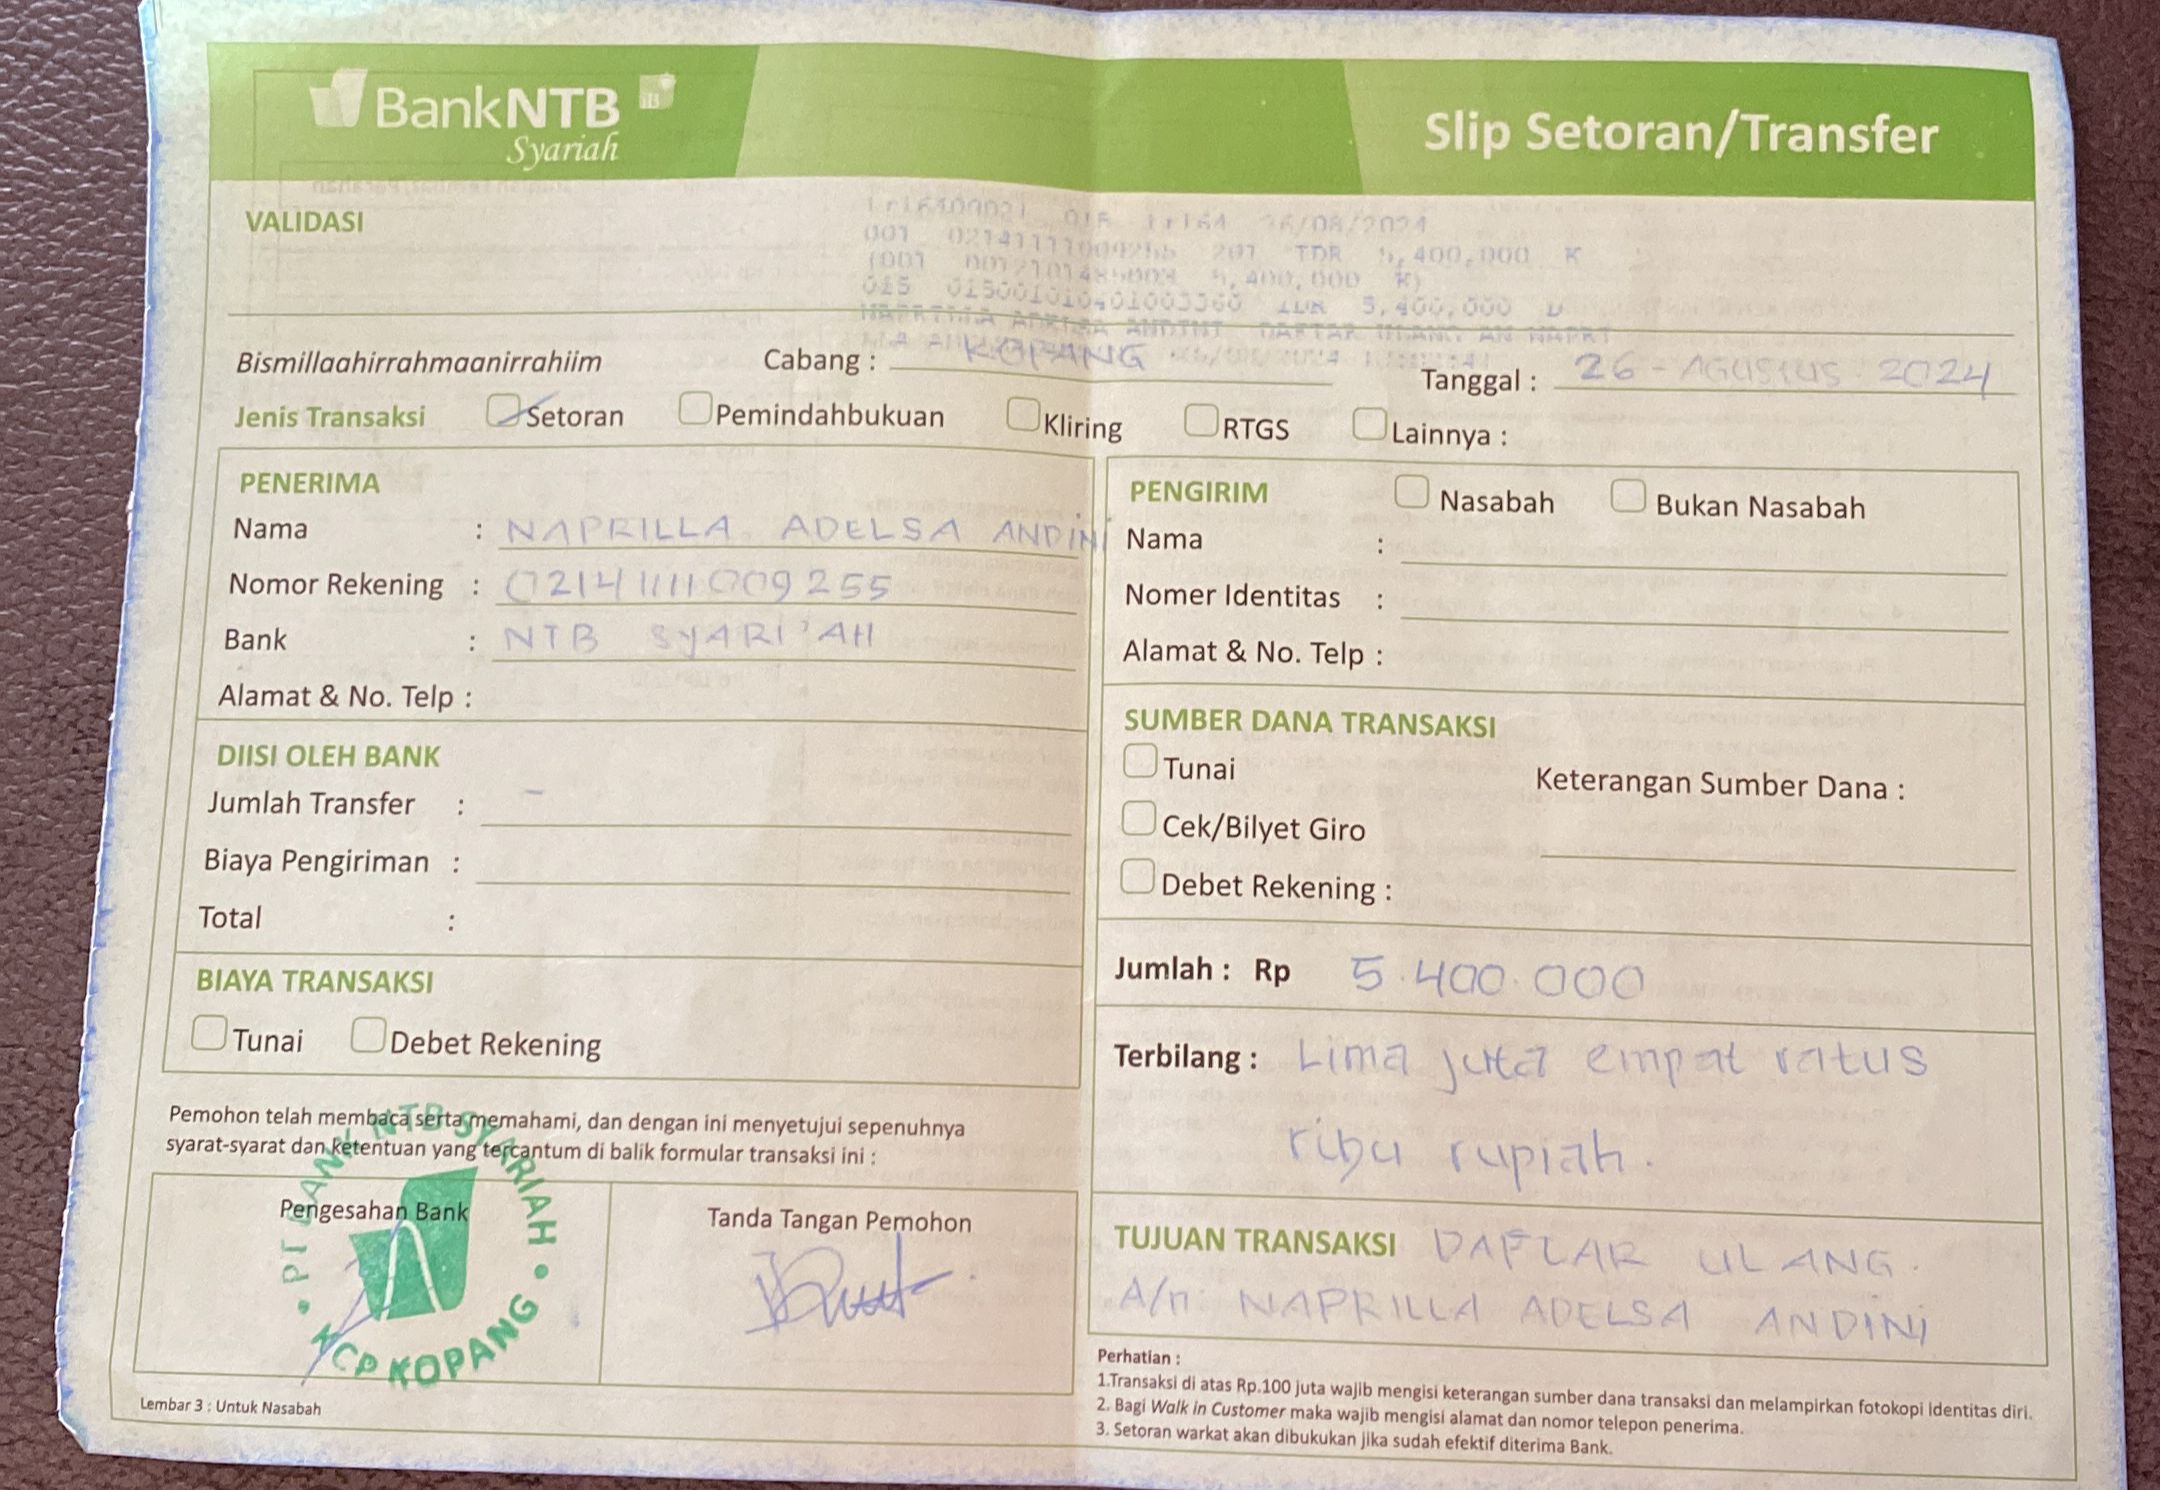 BankNTB iB
Syariah
Slip Setoran/Transfer
VALIDASI
26/08/2024
001 02141111009255 201 TDR 5,400,000 K
5,400,000 K)
015 5,400,000 D
Bismillaahirrahmaanirrahiim Cabang : KOPANG Tanggal : 26 - AGUSTUS 2024
Jenis Transaksi Setoran Pemindahbukuan Kliring RTGS Lainnya :
PENERIMA
Nama : NAPRILLA ADELSA ANDINI
Nomor Rekening : 02141111009255
Bank : NTB SYARI'AH
Alamat & No. Telp :
DIISI OLEH BANK
Jumlah Transfer : -
Biaya Pengiriman :
Total :
BIAYA TRANSAKSI
Tunai Debet Rekening
Pemohon telah membaca serta memahami, dan dengan ini menyetujui sepenuhnya
syarat-syarat dan ketentuan yang tercantum di balik formular transaksi ini :
Pengesahan Bank
PT BANK NTB SYARIAH
KCP KOPANG
Tanda Tangan Pemohon
Lembar 3 : Untuk Nasabah
PENGIRIM Nasabah Bukan Nasabah
Nama :
Nomer Identitas :
Alamat & No. Telp :
SUMBER DANA TRANSAKSI
Tunai Keterangan Sumber Dana :
Cek/Bilyet Giro
Debet Rekening :
Jumlah : Rp 5.400.000
Terbilang : Lima juta empat ratus
ribu rupiah.
TUJUAN TRANSAKSI DAFTAR ULANG.
A/n. NAPRILLA ADELSA ANDINI
Perhatian :
1.Transaksi di atas Rp.100 juta wajib mengisi keterangan sumber dana transaksi dan melampirkan fotokopi identitas diri.
2. Bagi Walk in Customer maka wajib mengisi alamat dan nomor telepon penerima.
3. Setoran warkat akan dibukukan jika sudah efektif diterima Bank.